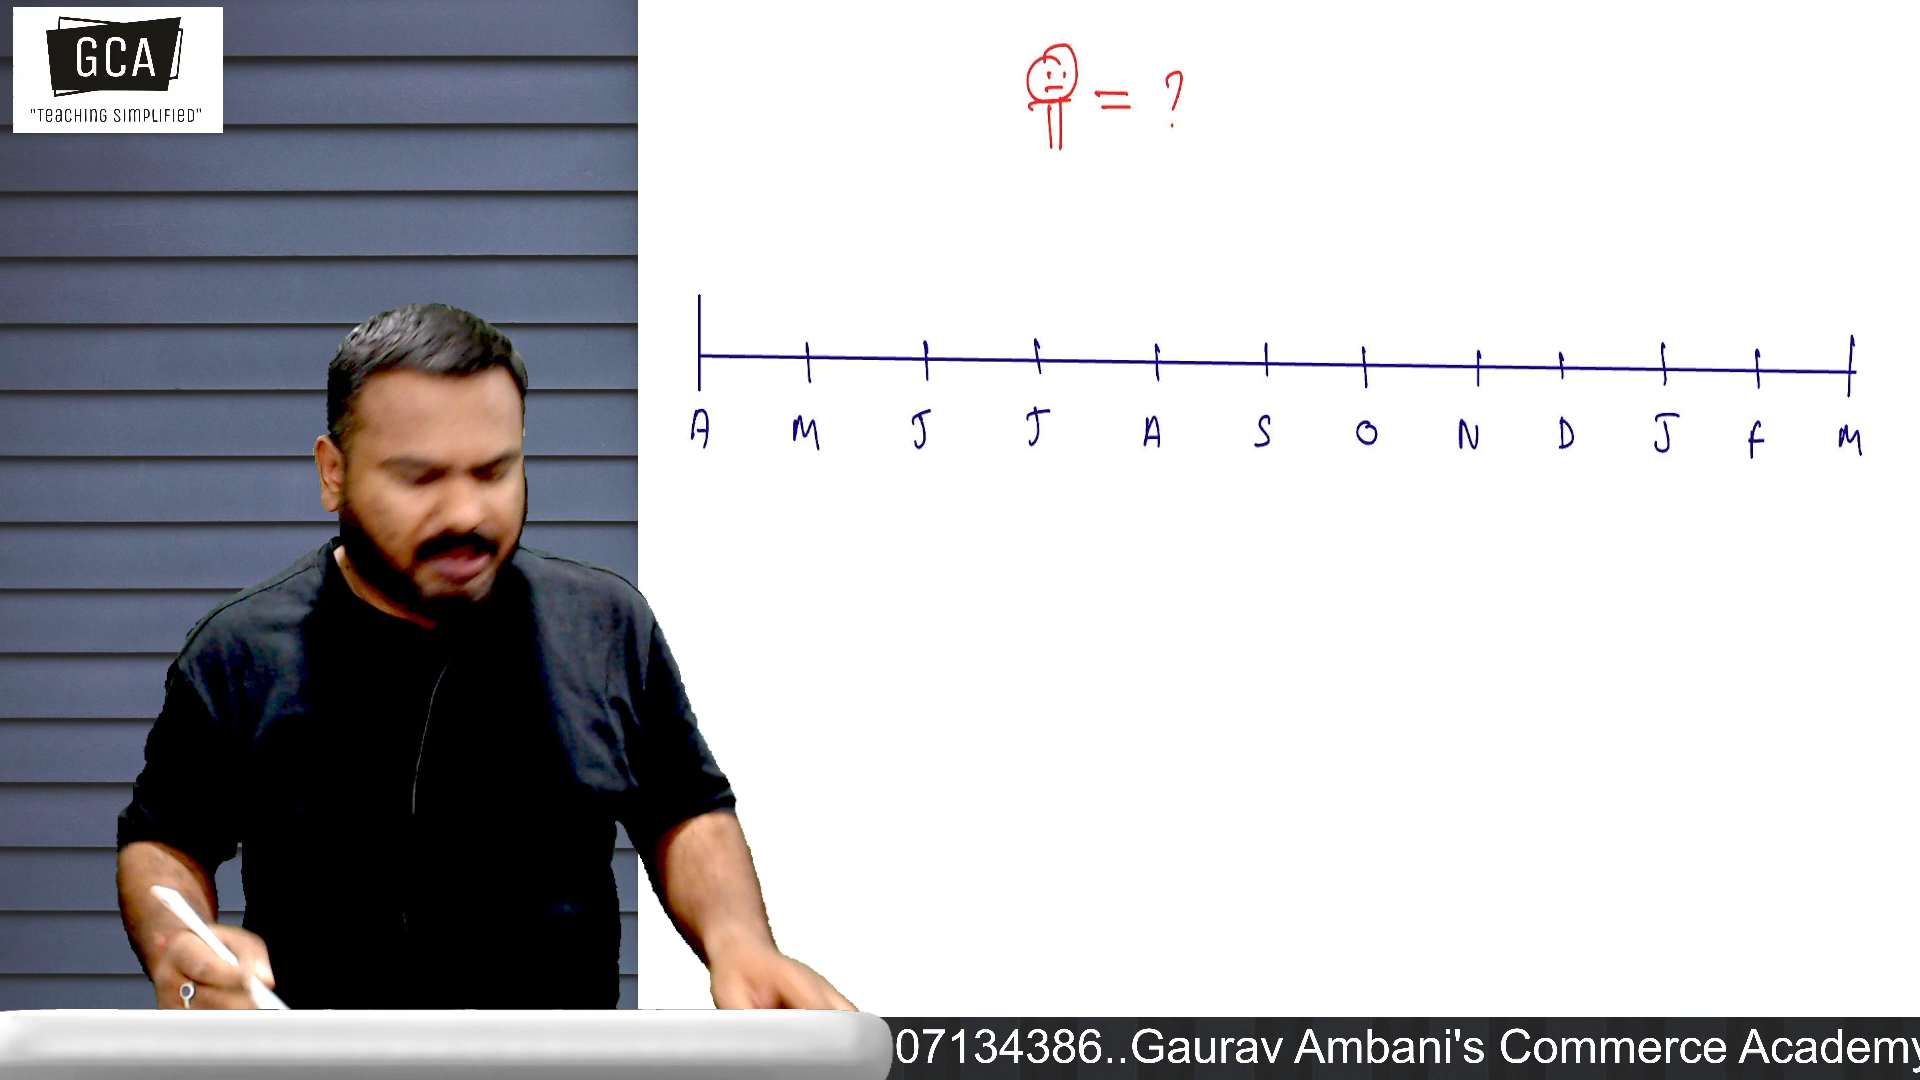 GCA
"TEACHING SIMPLIFIED"
= ?
A M J J A S O N D J F M
07134386..Gaurav Ambani's Commerce Academy